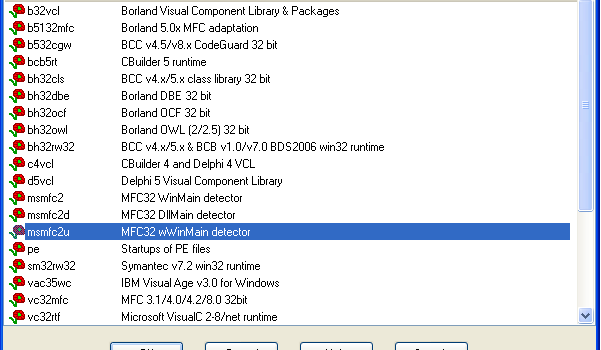 b32vcl Borland Visual Component Library & Packages
b5132mfc Borland 5.0x MFC adaptation
b532cgw BCC v4.5/v8.x CodeGuard 32 bit
bcb5rt CBuilder 5 runtime
bh32cls BCC v4.x/5.x class library 32 bit
bh32dbe Borland DBE 32 bit
bh32ocf Borland OCF 32 bit
bh32owl Borland OWL (2/2.5) 32 bit
bh32rw32 BCC v4.x/5.x & BCB v1.0/v7.0 BDS2006 win32 runtime
c4vcl CBuilder 4 and Delphi 4 VCL
d5vcl Delphi 5 Visual Component Library
msmfc2 MFC32 WinMain detector
msmfc2d MFC32 DllMain detector
msmfc2u MFC32 wWinMain detector
pe Startups of PE files
sm32rw32 Symantec v7.2 win32 runtime
vac35wc IBM Visual Age v3.0 for Windows
vc32mfc MFC 3.1/4.0/4.2/8.0 32bit
vc32rtf Microsoft VisualC 2-8/net runtime